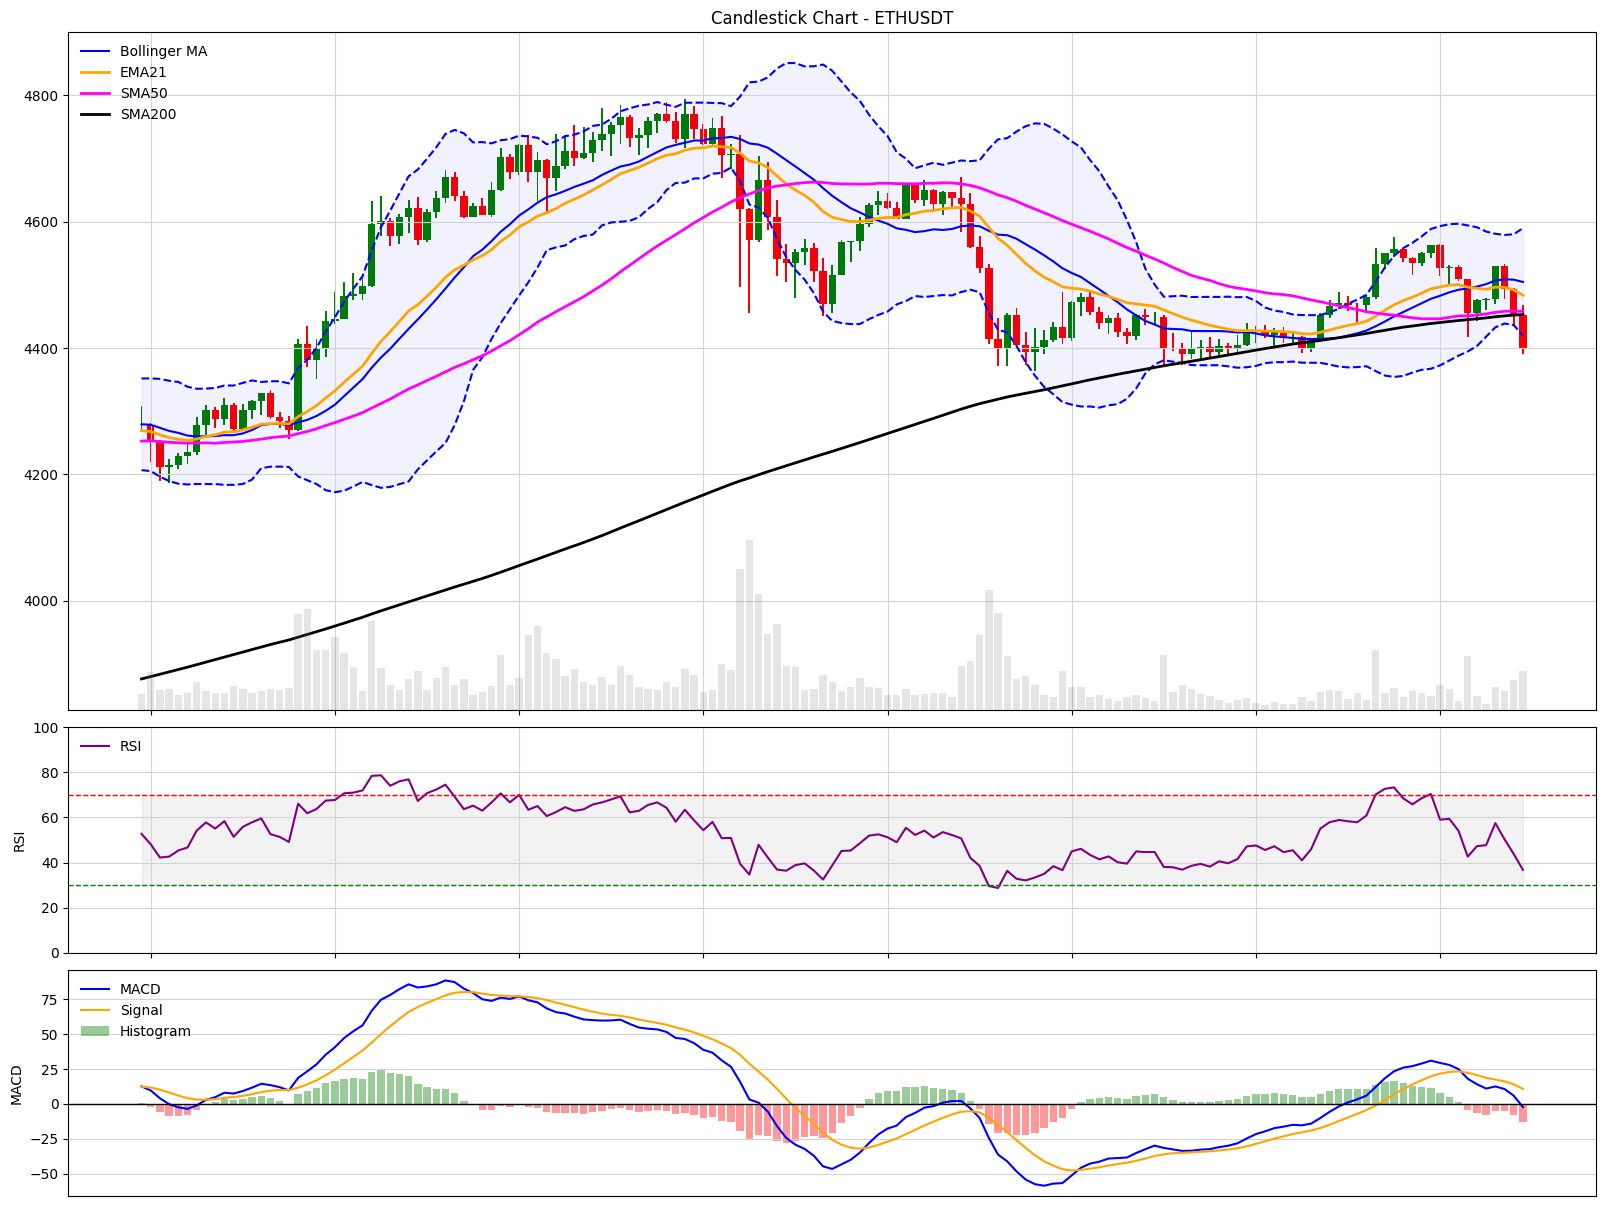 Candlestick Chart - ETHUSDT
Bollinger MA
EMA21
SMA50
SMA200
4800
4600
4400
4200
4000
RSI
100
80
60
40
20
0
RSI
MACD
Signal
Histogram
75
50
25
0
−25
−50
MACD